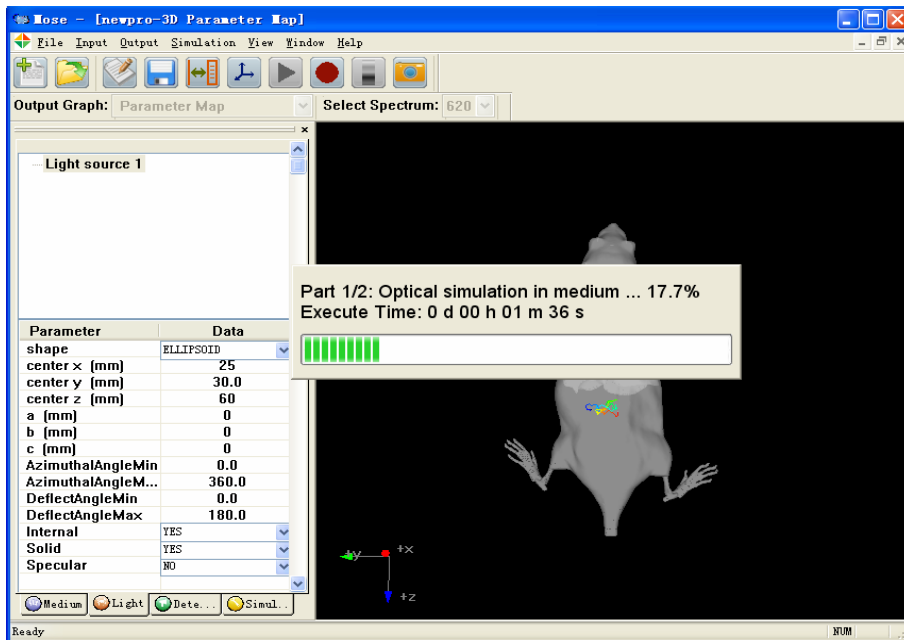 Mose - [newpro-3D Parameter Map]
File Input Output Simulation View Window Help
Output Graph: Parameter Map Select Spectrum: 620
Light source 1
Part 1/2: Optical simulation in medium ... 17.7%
Execute Time: 0 d 00 h 01 m 36 s
Parameter Data
shape ELLIPSOID
center x (mm) 25
center y (mm) 30.0
center z (mm) 60
a (mm) 0
b (mm) 0
c (mm) 0
AzimuthalAngleMin 0.0
AzimuthalAngleM... 360.0
DeflectAngleMin 0.0
DeflectAngleMax 180.0
Internal YES
Solid YES
Specular NO
+y +x
+z
Medium Light Dete... Simul..
Ready NUM